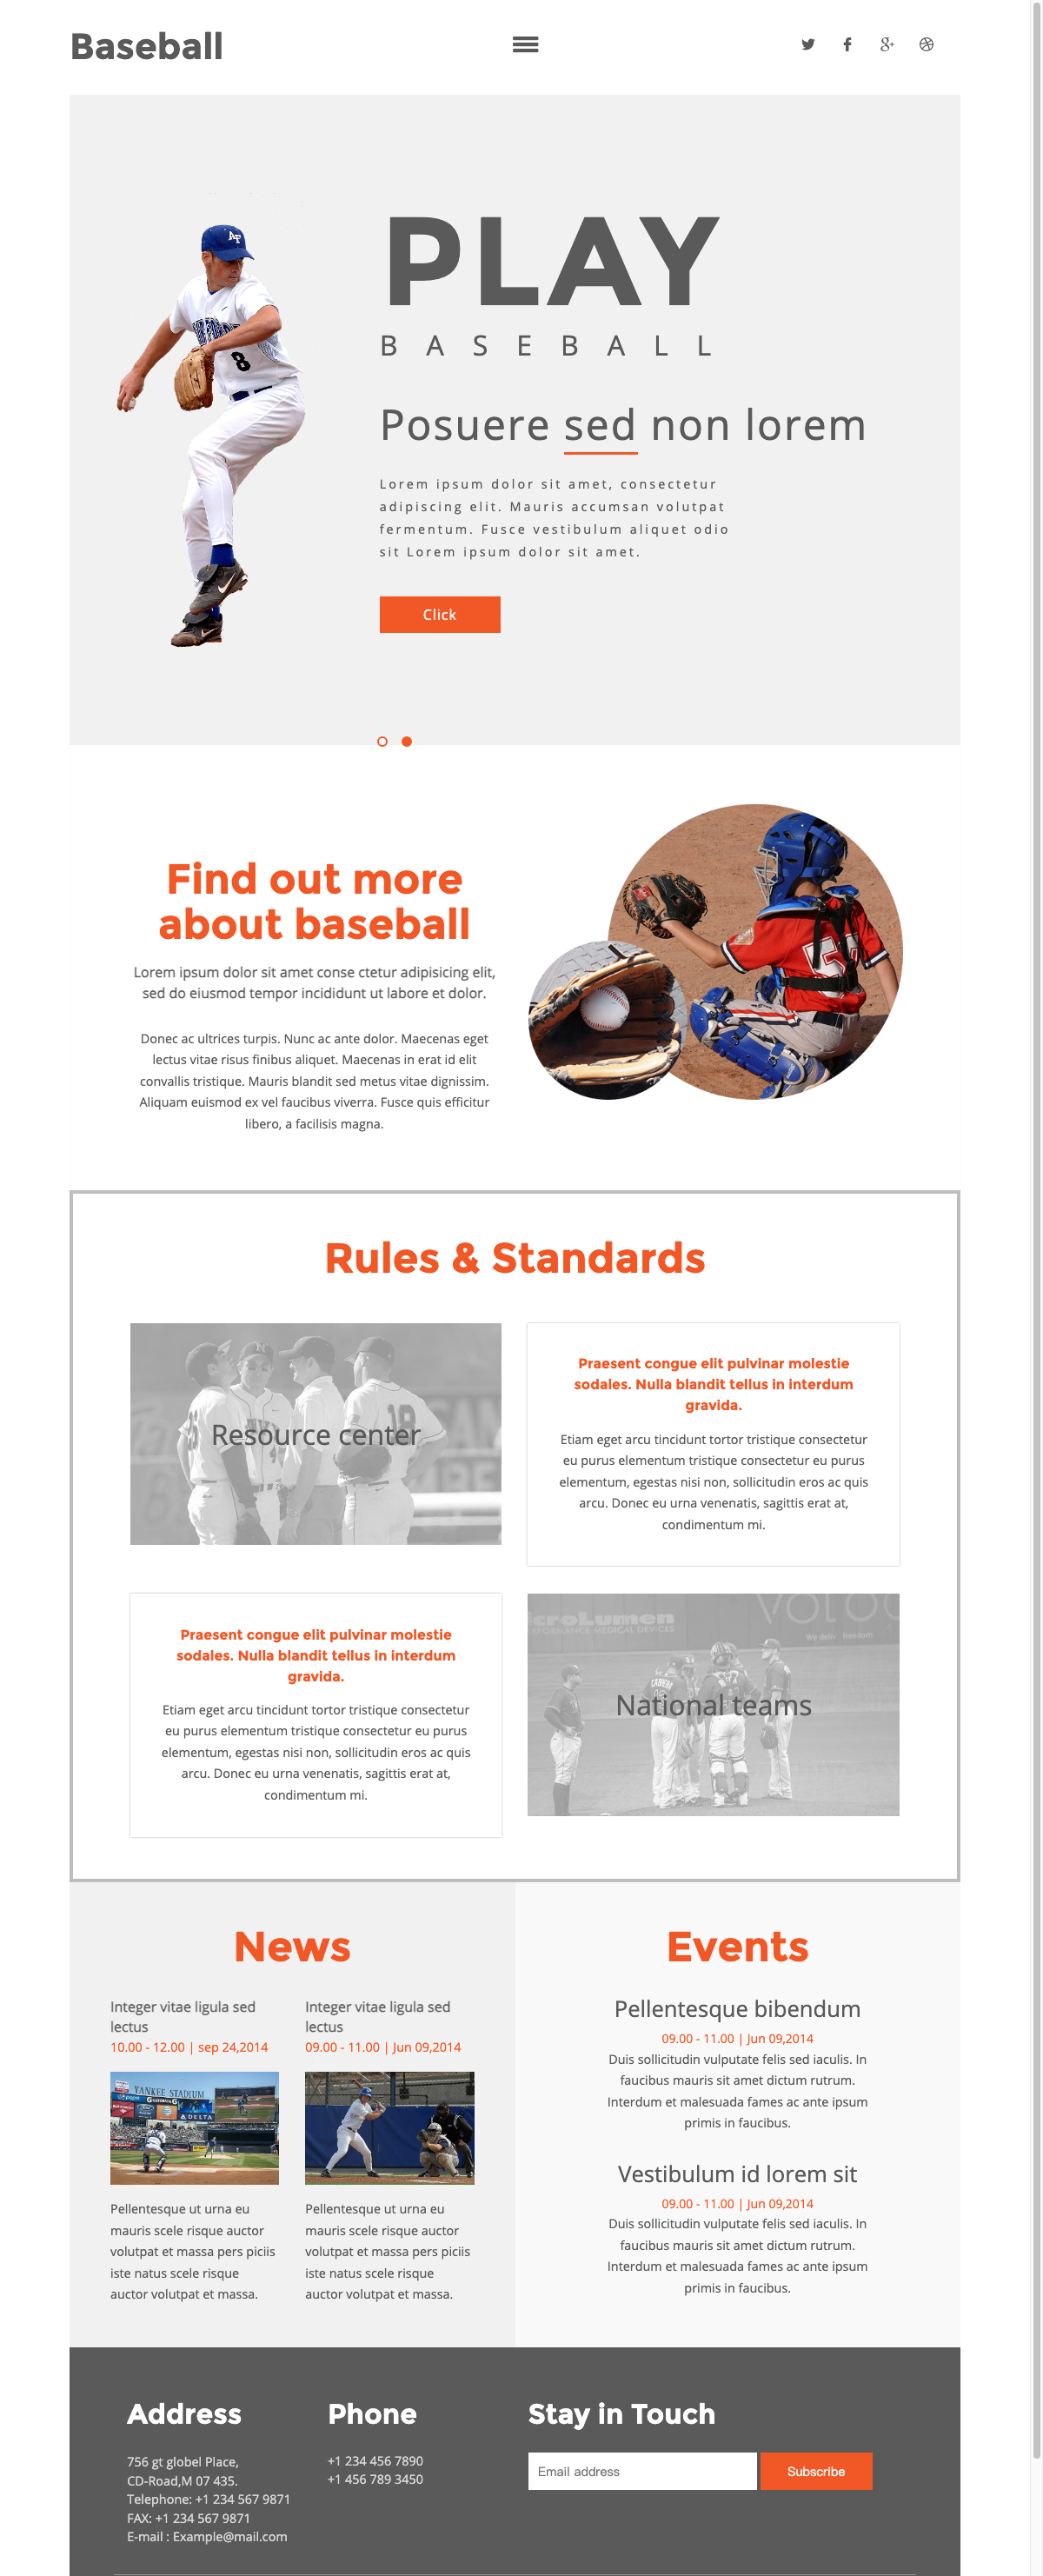 Baseball
PLAY
BASEBALL
Posuere sed non lorem
Lorem ipsum dolor sit amet, consectetur
adipiscing elit. Mauris accumsan volutpat
fermentum. Fusce vestibulum aliquet odio
sit Lorem ipsum dolor sit amet.
Click
Find out more
about baseball
Lorem ipsum dolor sit amet conse ctetur adipisicing elit,
sed do eiusmod tempor incididunt ut labore et dolor.
Donec ac ultrices turpis. Nunc ac ante dolor. Maecenas eget
lectus vitae risus finibus aliquet. Maecenas in erat id elit
convallis tristique. Mauris blandit sed metus vitae dignissim.
Aliquam euismod ex vel faucibus viverra. Fusce quis efficitur
libero, a facilisis magna.
Rules & Standards
Resource center
Praesent congue elit pulvinar molestie
sodales. Nulla blandit tellus in interdum
gravida.
Etiam eget arcu tincidunt tortor tristique consectetur
eu purus elementum tristique consectetur eu purus
elementum, egestas nisi non, sollicitudin eros ac quis
arcu. Donec eu urna venenatis, sagittis erat at,
condimentum mi.
Praesent congue elit pulvinar molestie
sodales. Nulla blandit tellus in interdum
gravida.
Etiam eget arcu tincidunt tortor tristique consectetur
eu purus elementum tristique consectetur eu purus
elementum, egestas nisi non, sollicitudin eros ac quis
arcu. Donec eu urna venenatis, sagittis erat at,
condimentum mi.
National teams
News
Integer vitae ligula sed
lectus
10.00 - 12.00 | sep 24,2014
YANKEE STADIUM
DELTA
Pellentesque ut urna eu
mauris scele risque auctor
volutpat et massa pers piciis
iste natus scele risque
auctor volutpat et massa.
Integer vitae ligula sed
lectus
09.00 - 11.00 | Jun 09,2014
Pellentesque ut urna eu
mauris scele risque auctor
volutpat et massa pers piciis
iste natus scele risque
auctor volutpat et massa.
Events
Pellentesque bibendum
09.00 - 11.00 | Jun 09,2014
Duis sollicitudin vulputate felis sed iaculis. In
faucibus mauris sit amet dictum rutrum.
Interdum et malesuada fames ac ante ipsum
primis in faucibus.
Vestibulum id lorem sit
09.00 - 11.00 | Jun 09,2014
Duis sollicitudin vulputate felis sed iaculis. In
faucibus mauris sit amet dictum rutrum.
Interdum et malesuada fames ac ante ipsum
primis in faucibus.
Address
756 gt globel Place,
CD-Road,M 07 435.
Telephone: +1 234 567 9871
FAX: +1 234 567 9871
E-mail : Example@mail.com
Phone
+1 234 456 7890
+1 456 789 3450
Stay in Touch
Email address
Subscribe